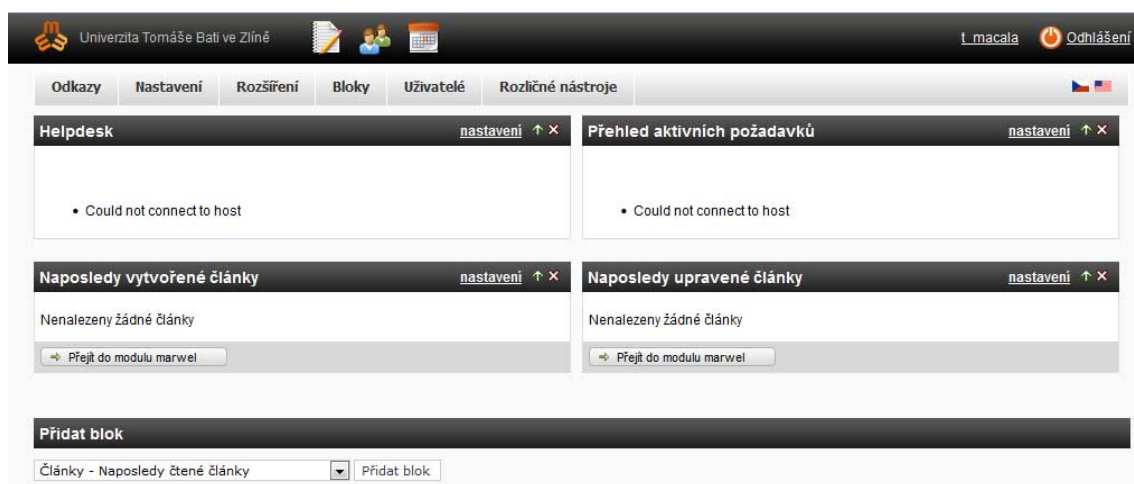 Univerzita Tomáše Bati ve Zlíně
t_macala
Odhlášení
Odkazy Nastavení Rozšíření Bloky Uživatelé Rozličné nástroje
Helpdesk nastavení
Could not connect to host
Přehled aktivních požadavků nastavení
Could not connect to host
Naposledy vytvořené články nastavení
Nenalezeny žádné články
Přejít do modulu marwel
Naposledy upravené články nastavení
Nenalezeny žádné články
Přejít do modulu marwel
Přidat blok
Články - Naposledy čtené články Přidat blok